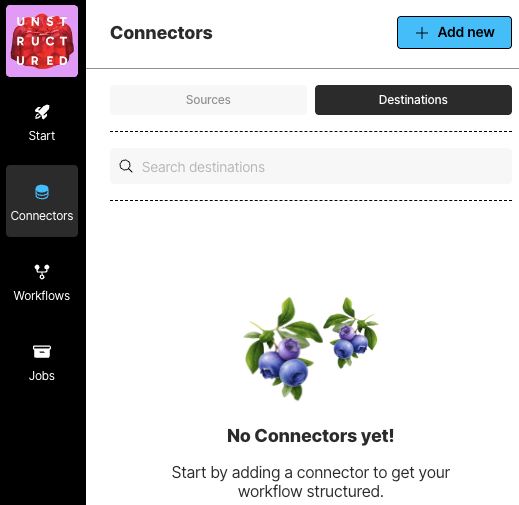 UNST
RUCT
URED
Connectors
Add new
Sources
Destinations
Start
Search destinations
Connectors
Workflows
Jobs
No Connectors yet!
Start by adding a connector to get your
workflow structured.